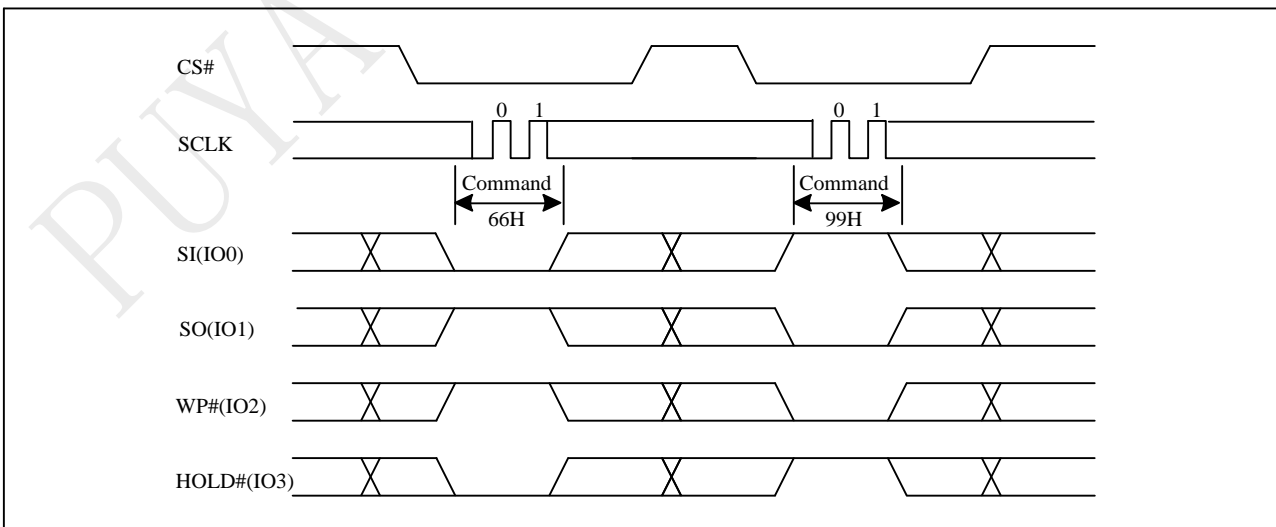 PUYA
CS#
0 1 0 1
SCLK
Command Command
66H 99H
SI(IO0)
SO(IO1)
WP#(IO2)
HOLD#(IO3)